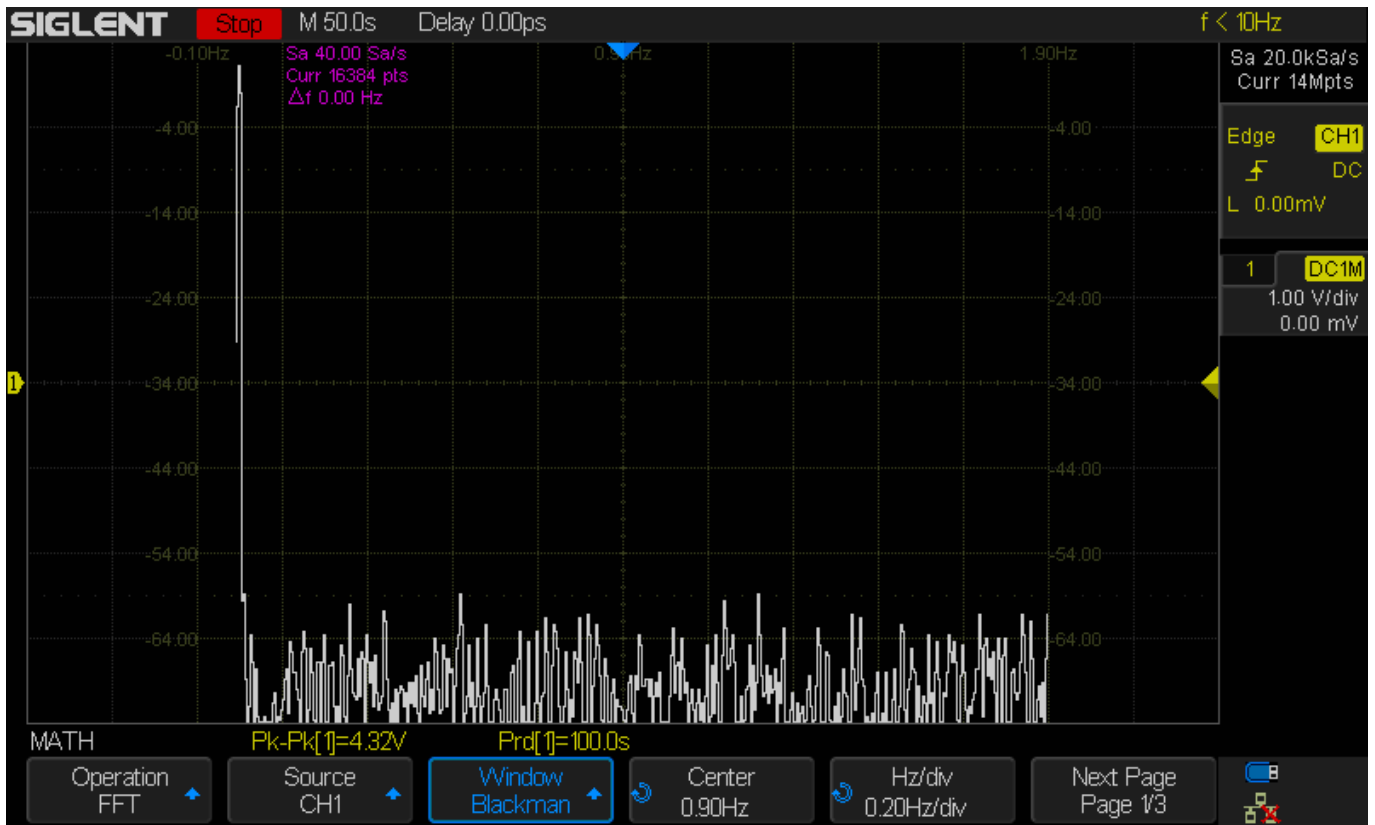 SIGLENT Stop M 50.0s Delay 0.00ps f < 10Hz
-0.10Hz Sa 40.00 Sa/s 1.90Hz
Curr 16384 pts
△f 0.00 Hz
Sa 20.0kSa/s
Curr 14Mpts
-4.00 -4.00
Edge CH1
DC
L 0.00mV
-14.00 -14.00
1 DC1M
1.00 V/div
0.00 mV
-24.00 -24.00
1 -34.00 -34.00
-44.00 -44.00
-54.00 -54.00
-64.00 -64.00
MATH Pk-Pk[1]=4.32V Prd[1]=100.0s
Operation Source Window Center Hz/div Next Page
FFT CH1 Blackman 0.90Hz 0.20Hz/div Page 1/3